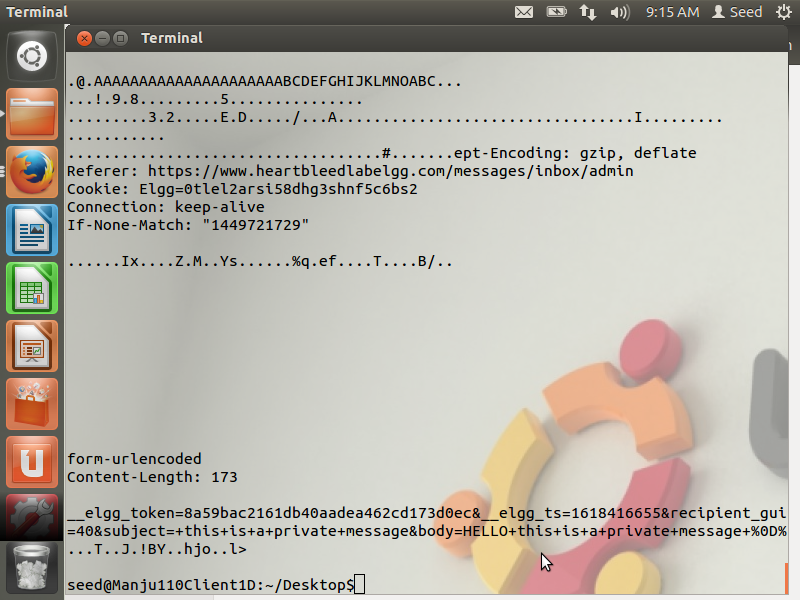 Terminal
9:15 AM
Seed
Terminal
.@.AAAAAAAAAAAAAAAAAAAAABCDEFGHIJKLMNOABC...
...!.9.8.........5...............
.........3.2.....E.D...../...A.................................I.........
...........
...................................#.......ept-Encoding: gzip, deflate
Referer: https://www.heartbleedlabelgg.com/messages/inbox/admin
Cookie: Elgg=0tlel2arsi58dhg3shnf5c6bs2
Connection: keep-alive
If-None-Match: "1449721729"
......Ix....Z.M..Ys......%q.ef....T....B/..
form-urlencoded
Content-Length: 173
__elgg_token=8a59bac2161db40aadea462cd173d0ec&__elgg_ts=1618416655&recipient_gui
=40&subject=+this+is+a+private+message&body=HELLO+this+is+a+private+message+%0D%
...T..J.!BY..hjo..l>
seed@Manju110Client1D:~/Desktop$